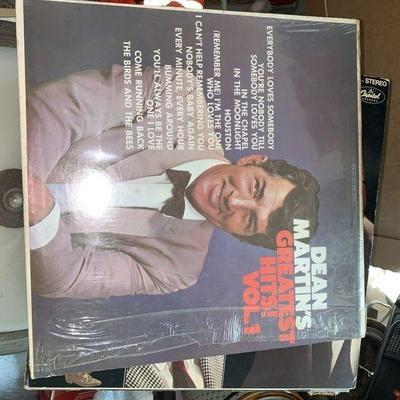 DEAN
MARTIN'S
GREATEST
HITS! VOL. 1
EVERYBODY LOVES SOMEBODY
YOU'RE NOBODY TILL
SOMEBODY LOVES YOU
IN THE CHAPEL
IN THE MOONLIGHT
HOUSTON
(REMEMBER ME) I'M THE ONE
WHO LOVES YOU
I CAN'T HELP REMEMBERING YOU
NOBODY'S BABY AGAIN
EVERY MINUTE, EVERY HOUR
BUMMING AROUND
YOU'LL ALWAYS BE THE
ONE I LOVE
COME RUNNING BACK
THE BIRDS AND THE BEES
STEREO
Capitol